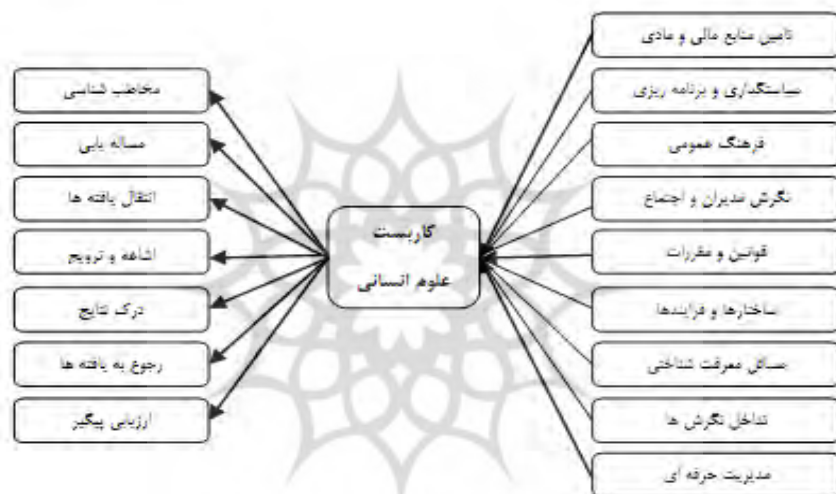 تامین منابع مالی و مادی
سیاستگذاری و برنامه ریزی
فرهنگ عمومی
نگرش مدیران و اجتماع
قوانین و مقررات
ساختارها و فرایندها
مسائل معرفت شناختی
تداخل نگرش ها
مدیریت حرفه ای
کاربست
علوم انسانی
مخاطب شناسی
مساله یابی
انتقال یافته ها
اشاعه و ترویج
درک نتایج
رجوع به یافته ها
ارزیابی پیگیر